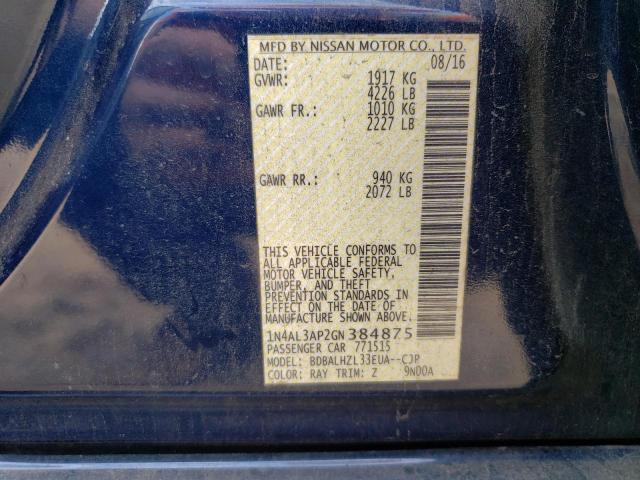 MFD BY NISSAN MOTOR CO., LTD.
DATE: 08/16
GVWR: 1917 KG
4226 LB
GAWR FR.: 1010 KG
2227 LB
GAWR RR.: 940 KG
2072 LB
THIS VEHICLE CONFORMS TO
ALL APPLICABLE FEDERAL
MOTOR VEHICLE SAFETY,
BUMPER, AND THEFT
PREVENTION STANDARDS IN
EFFECT ON THE DATE OF
MANUFACTURE SHOWN ABOVE.
1N4AL3AP2GN384875
PASSENGER CAR 771515
MODEL: BDBALHZL33EUA--CJP
COLOR: RAY TRIM: Z 9N00A